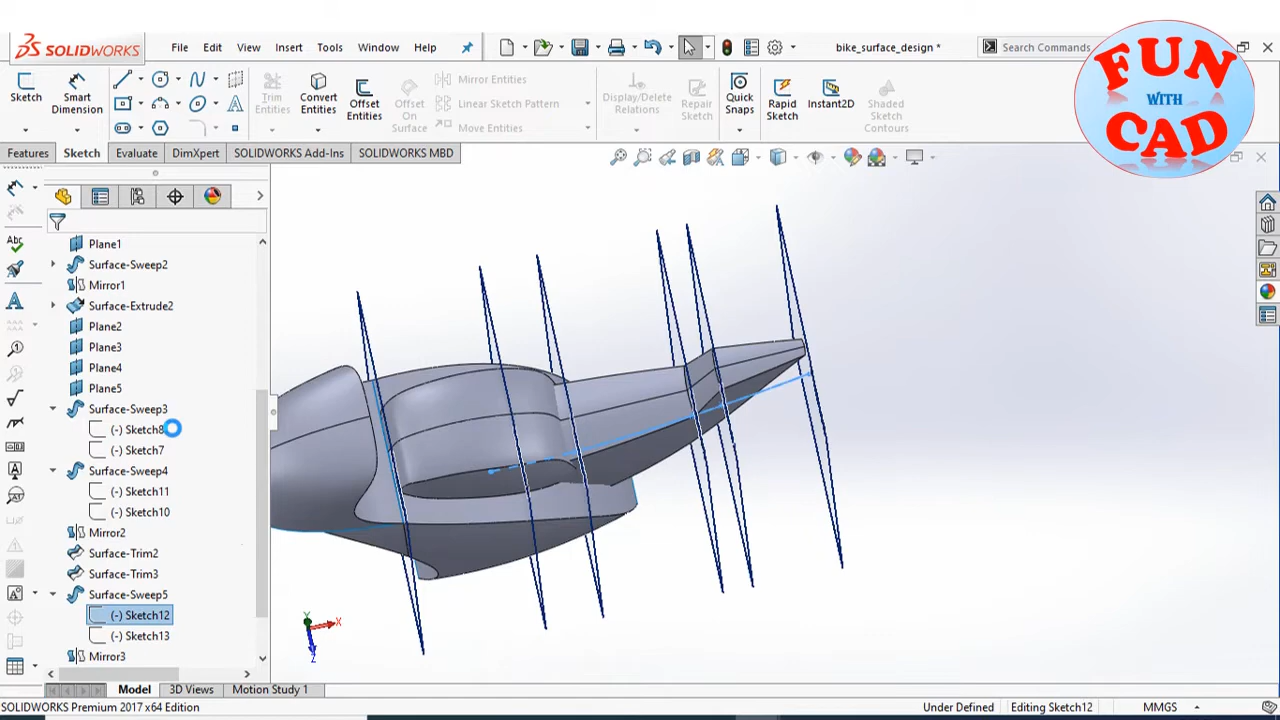 SOLIDWORKS
File Edit View Insert Tools Window Help
bike_surface_design *
Search Commands
FUN
WITH
CAD
Sketch
Smart Dimension
Trim Entities
Convert Entities
Offset Entities
Offset On Surface
Mirror Entities
Linear Sketch Pattern
Move Entities
Display/Delete Relations
Repair Sketch
Quick Snaps
Rapid Sketch
Instant2D
Shaded Sketch Contours
Features Sketch Evaluate DimXpert SOLIDWORKS Add-Ins SOLIDWORKS MBD
Plane1
Surface-Sweep2
Mirror1
Surface-Extrude2
Plane2
Plane3
Plane4
Plane5
Surface-Sweep3
(-) Sketch8
(-) Sketch7
Surface-Sweep4
(-) Sketch11
(-) Sketch10
Mirror2
Surface-Trim2
Surface-Trim3
Surface-Sweep5
(-) Sketch12
(-) Sketch13
Mirror3
Y
X
Z
Model 3D Views Motion Study 1
SOLIDWORKS Premium 2017 x64 Edition
Under Defined Editing Sketch12 MMGS